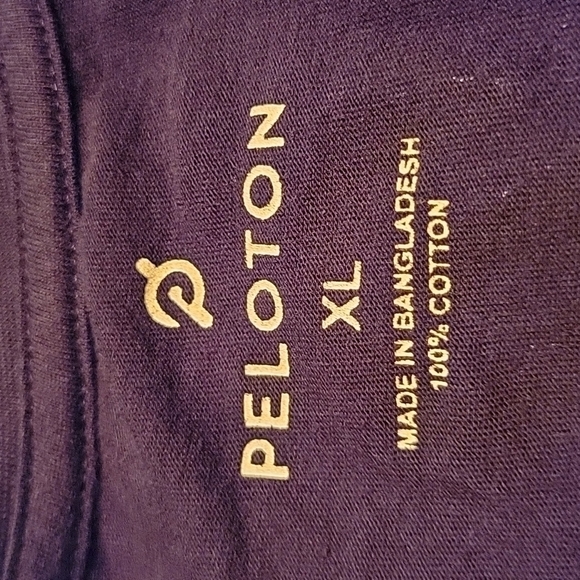 PELOTON
XL
MADE IN BANGLADESH
100% COTTON